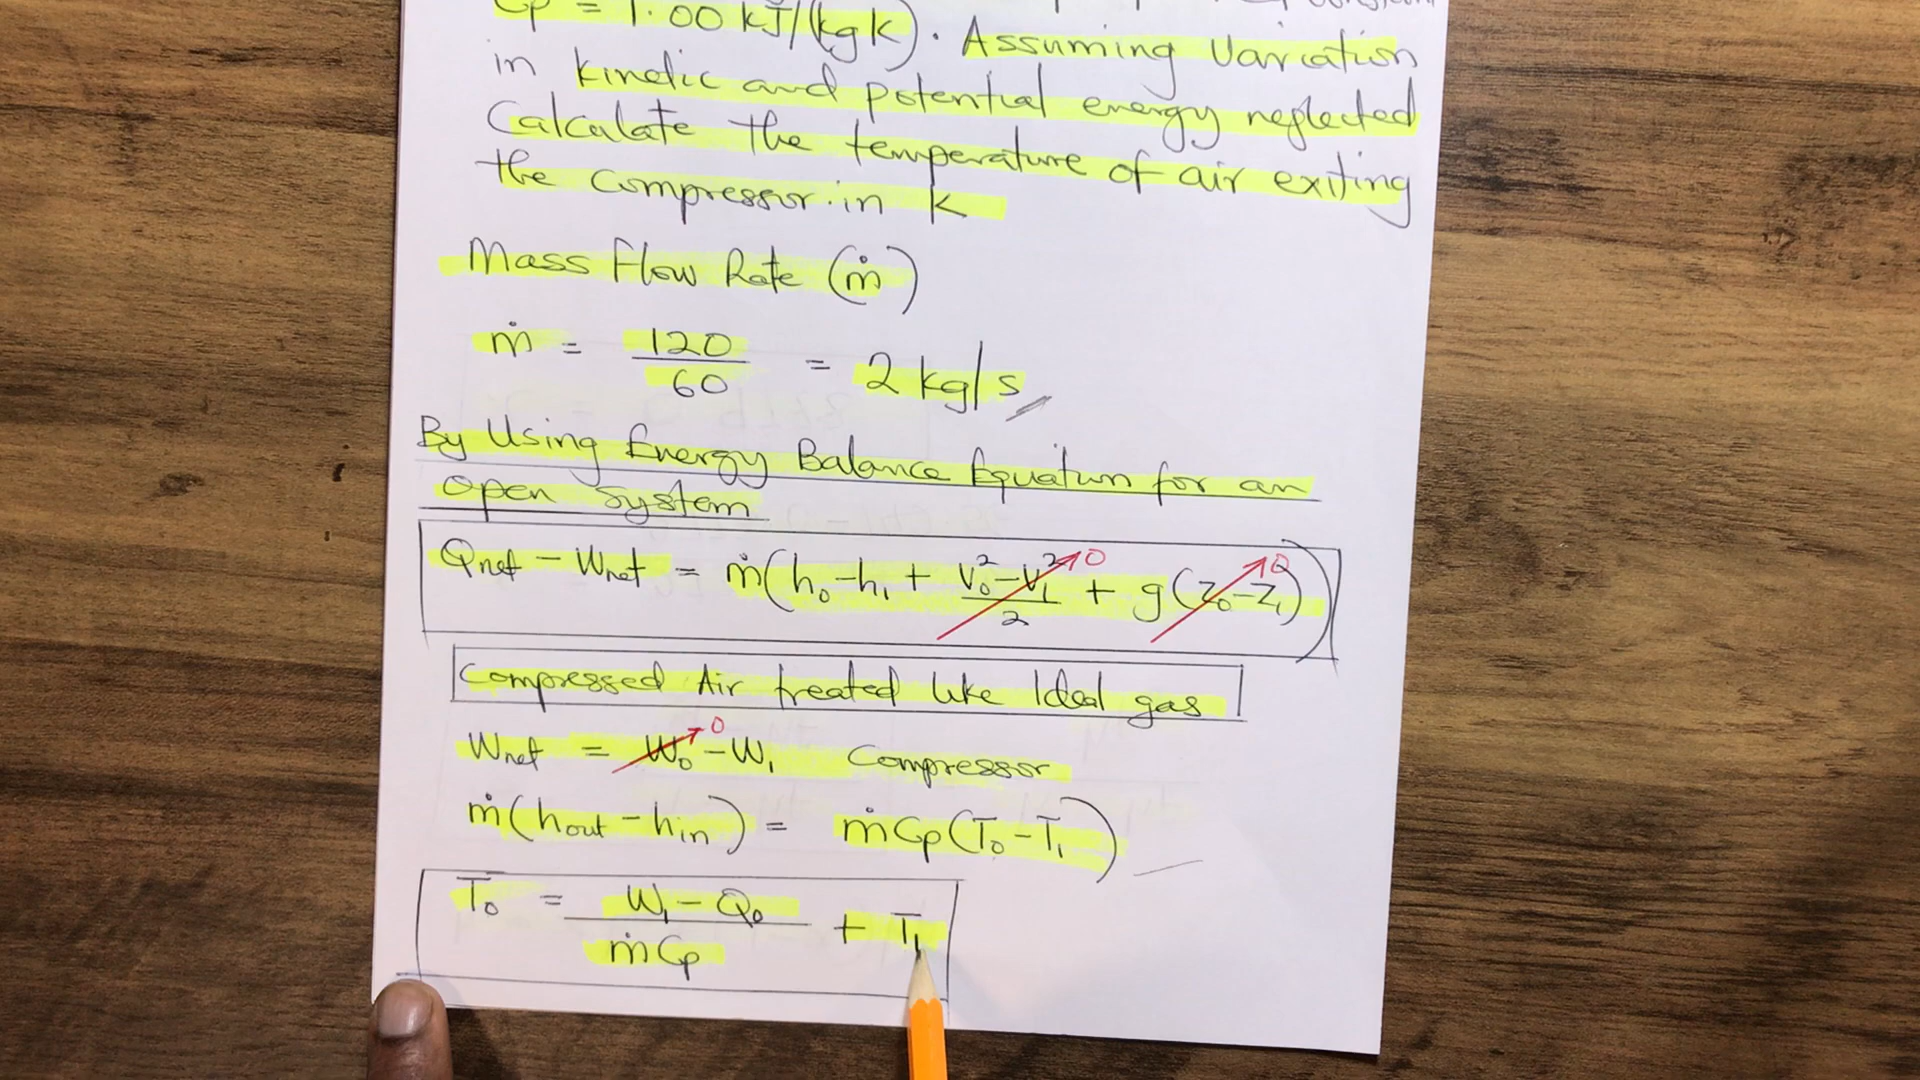 Cp = 1.00 kJ/(kg k). Assuming Variation
in kinetic and potential energy neglected
Calculate the temperature of air exiting
the compressor in k
Mass Flow Rate (ṁ)
ṁ = 120/60 = 2 kg/s
By Using Energy Balance Equation for an
open system
Qnet - Wnet = ṁ(h₀ - h₁ + (V₀² - V₁²)/2 → 0 + g(Z₀ - Z₁) → 0)
Compressed Air treated like Ideal gas
Wnet = W₀ → 0 - W₁ Compressor
ṁ(hout - hin) = ṁCp(T₀ - T₁)
T₀ = (W₁ - Q₀)/(ṁCp) + T₁